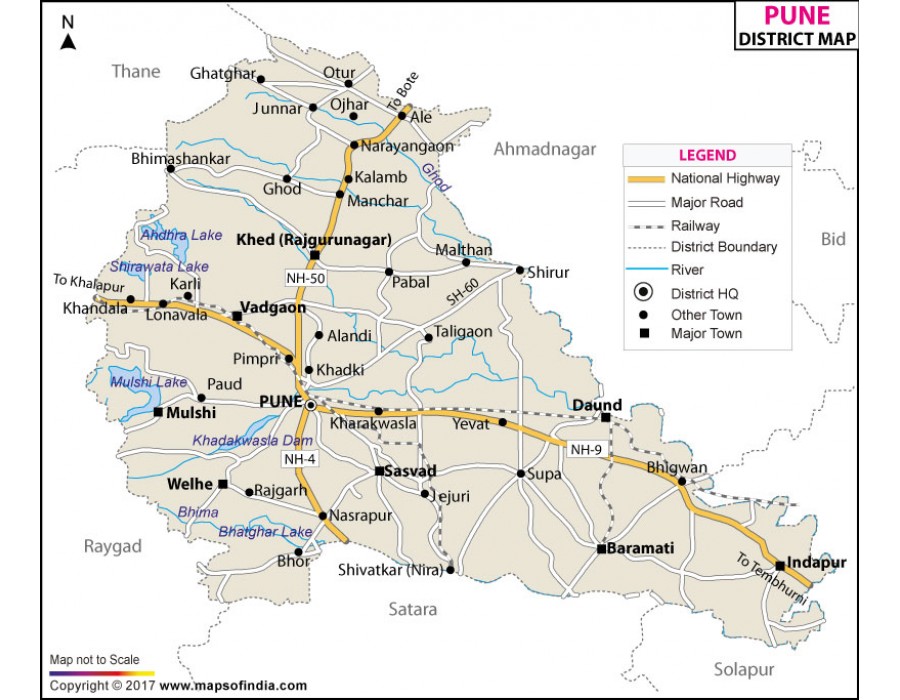 PUNE
DISTRICT MAP
N
Thane
Ghatghar
Otur
To Bote
Junnar
Ojhar
Ale
Narayangaon
Ahmadnagar
Bhimashankar
Ghod
Kalamb
Ghod
Manchar
LEGEND
National Highway
Major Road
Railway
District Boundary
River
District HQ
Other Town
Major Town
Bid
Andhra Lake
Khed (Rajgurunagar)
Malthan
Shirawata Lake
Shirur
To Khalapur
Karli
NH-50
Pabal
SH-60
Khandala
Lonavala
Vadgaon
Alandi
Taligaon
Pimpri
Khadki
Mulshi Lake
Paud
PUNE
Mulshi
Kharakwasla
Yevat
Daund
Khadakwasla Dam
NH-4
NH-9
Welhe
Rajgarh
Sasvad
Supa
Bhigwan
Jejuri
Bhima
Nasrapur
Bhatghar Lake
Raygad
Bhor
Shivatkar (Nira)
Baramati
Indapur
To Tembhurni
Satara
Solapur
Map not to Scale
Copyright © 2017 www.mapsofindia.com